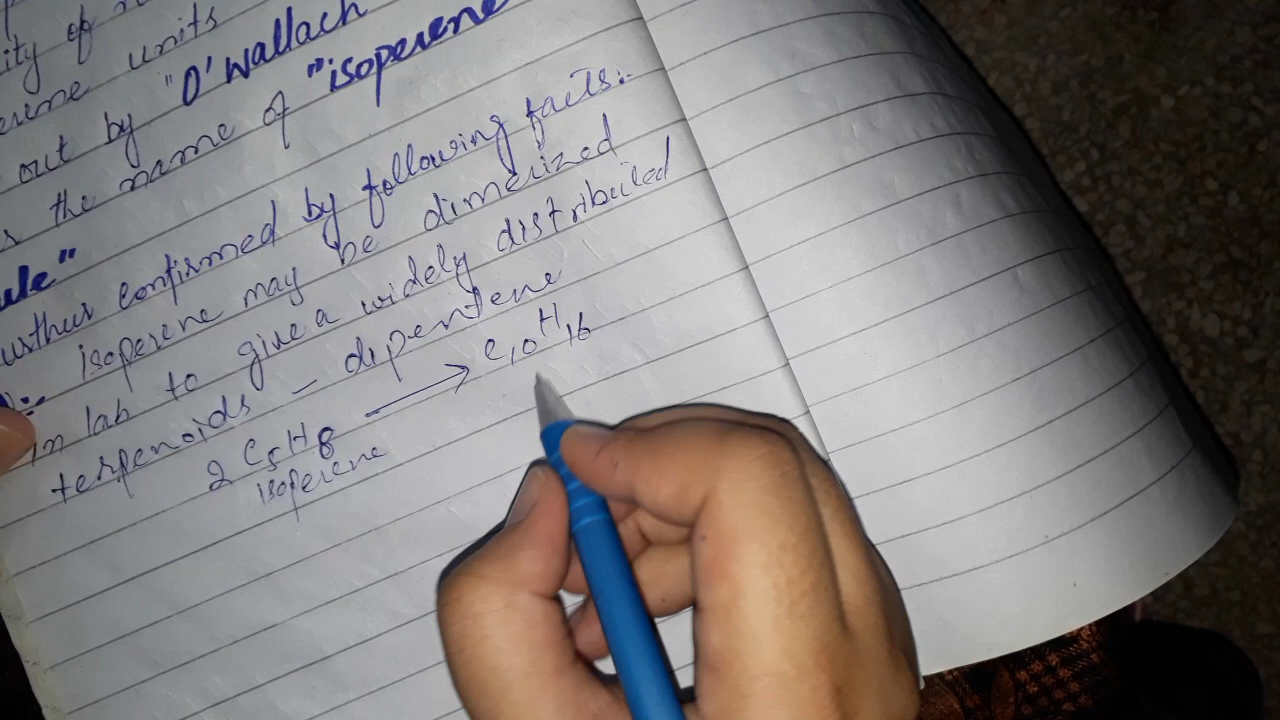 ity of
erene units
out by "O'Wallach
the name of "isoperene
ule"
urther confirmed by following facts:-
isoperene may be dimerized
in lab to give a widely distributed
terpenoids - dipentene
2 C5H8 → C10H16
isoperene